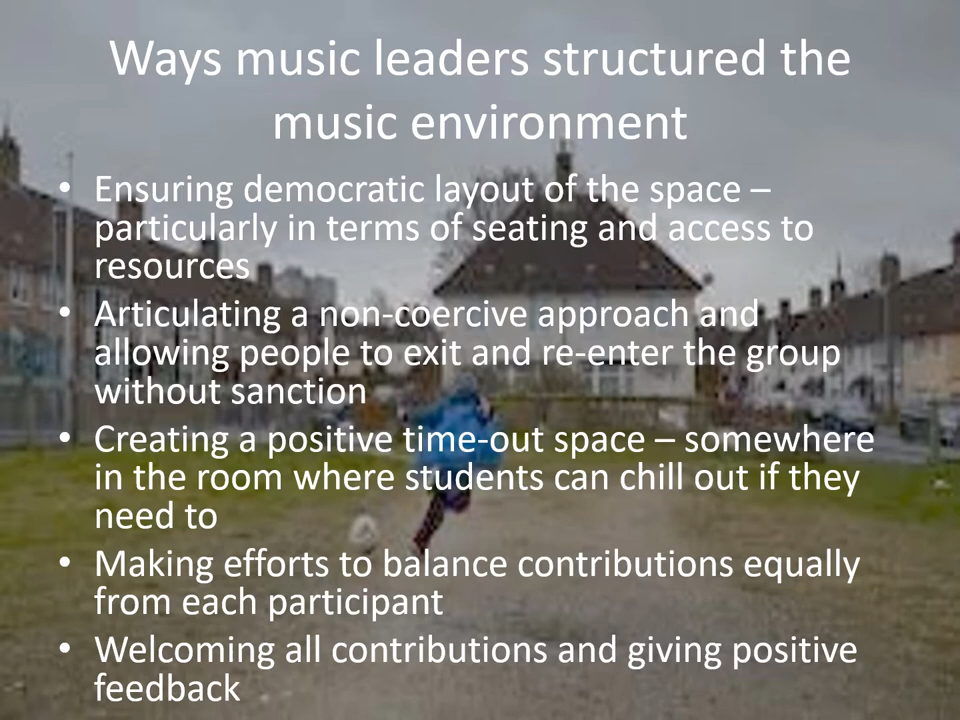 Ways music leaders structured the
music environment
• Ensuring democratic layout of the space –
particularly in terms of seating and access to
resources
• Articulating a non-coercive approach and
allowing people to exit and re-enter the group
without sanction
• Creating a positive time-out space – somewhere
in the room where students can chill out if they
need to
• Making efforts to balance contributions equally
from each participant
• Welcoming all contributions and giving positive
feedback